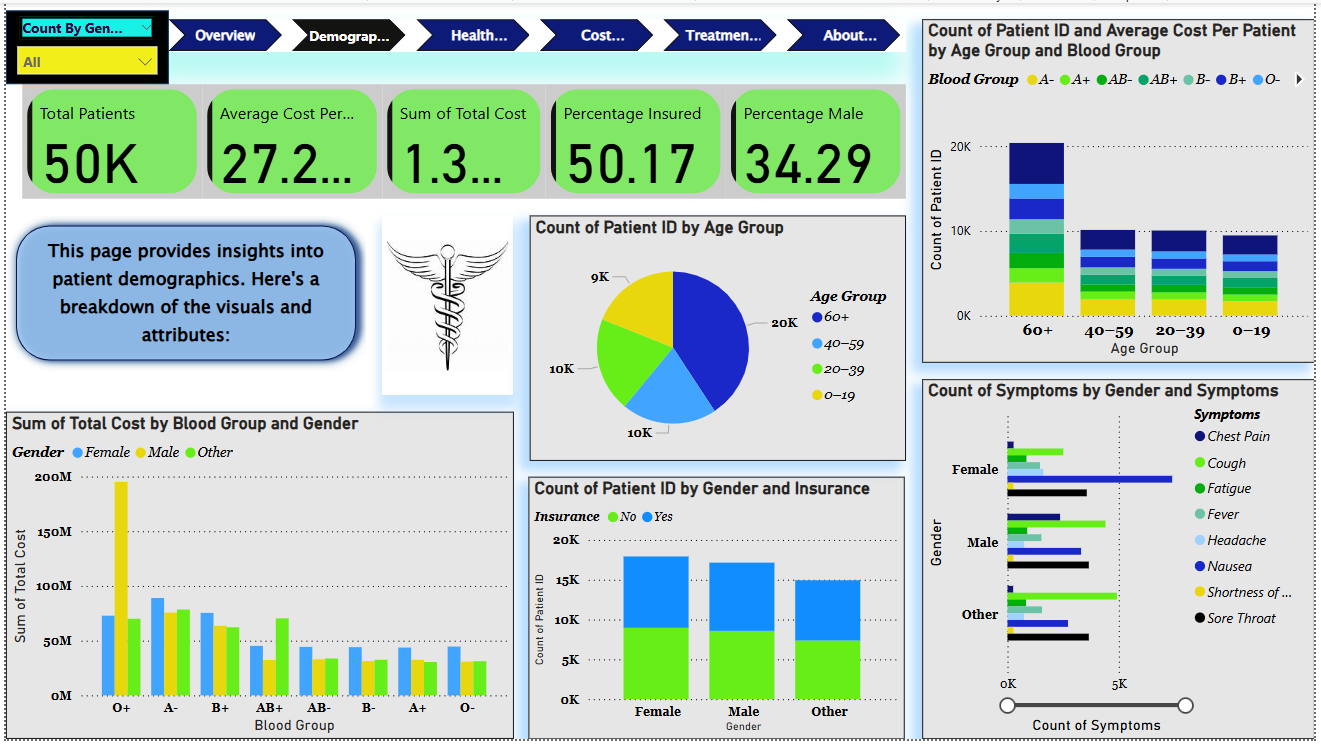 Count By Gen...
All
Overview
Demograp...
Health...
Cost...
Treatmen...
About...
Total Patients
50K
Average Cost Per...
27.2...
Sum of Total Cost
1.3...
Percentage Insured
50.17
Percentage Male
34.29
This page provides insights into
patient demographics. Here's a
breakdown of the visuals and
attributes:
Count of Patient ID by Age Group
9K
20K
10K
10K
Age Group
60+
40–59
20–39
0–19
Count of Patient ID and Average Cost Per Patient
by Age Group and Blood Group
Blood Group A- A+ AB- AB+ B- B+ O-
Count of Patient ID
20K
10K
0K
60+ 40–59 20–39 0–19
Age Group
Sum of Total Cost by Blood Group and Gender
Gender Female Male Other
Sum of Total Cost
200M
150M
100M
50M
0M
O+ A- B+ AB+ AB- B- A+ O-
Blood Group
Count of Patient ID by Gender and Insurance
Insurance No Yes
Count of Patient ID
20K
15K
10K
5K
0K
Female Male Other
Gender
Count of Symptoms by Gender and Symptoms
Gender
Female
Male
Other
0K 5K
Count of Symptoms
Symptoms
Chest Pain
Cough
Fatigue
Fever
Headache
Nausea
Shortness of ...
Sore Throat